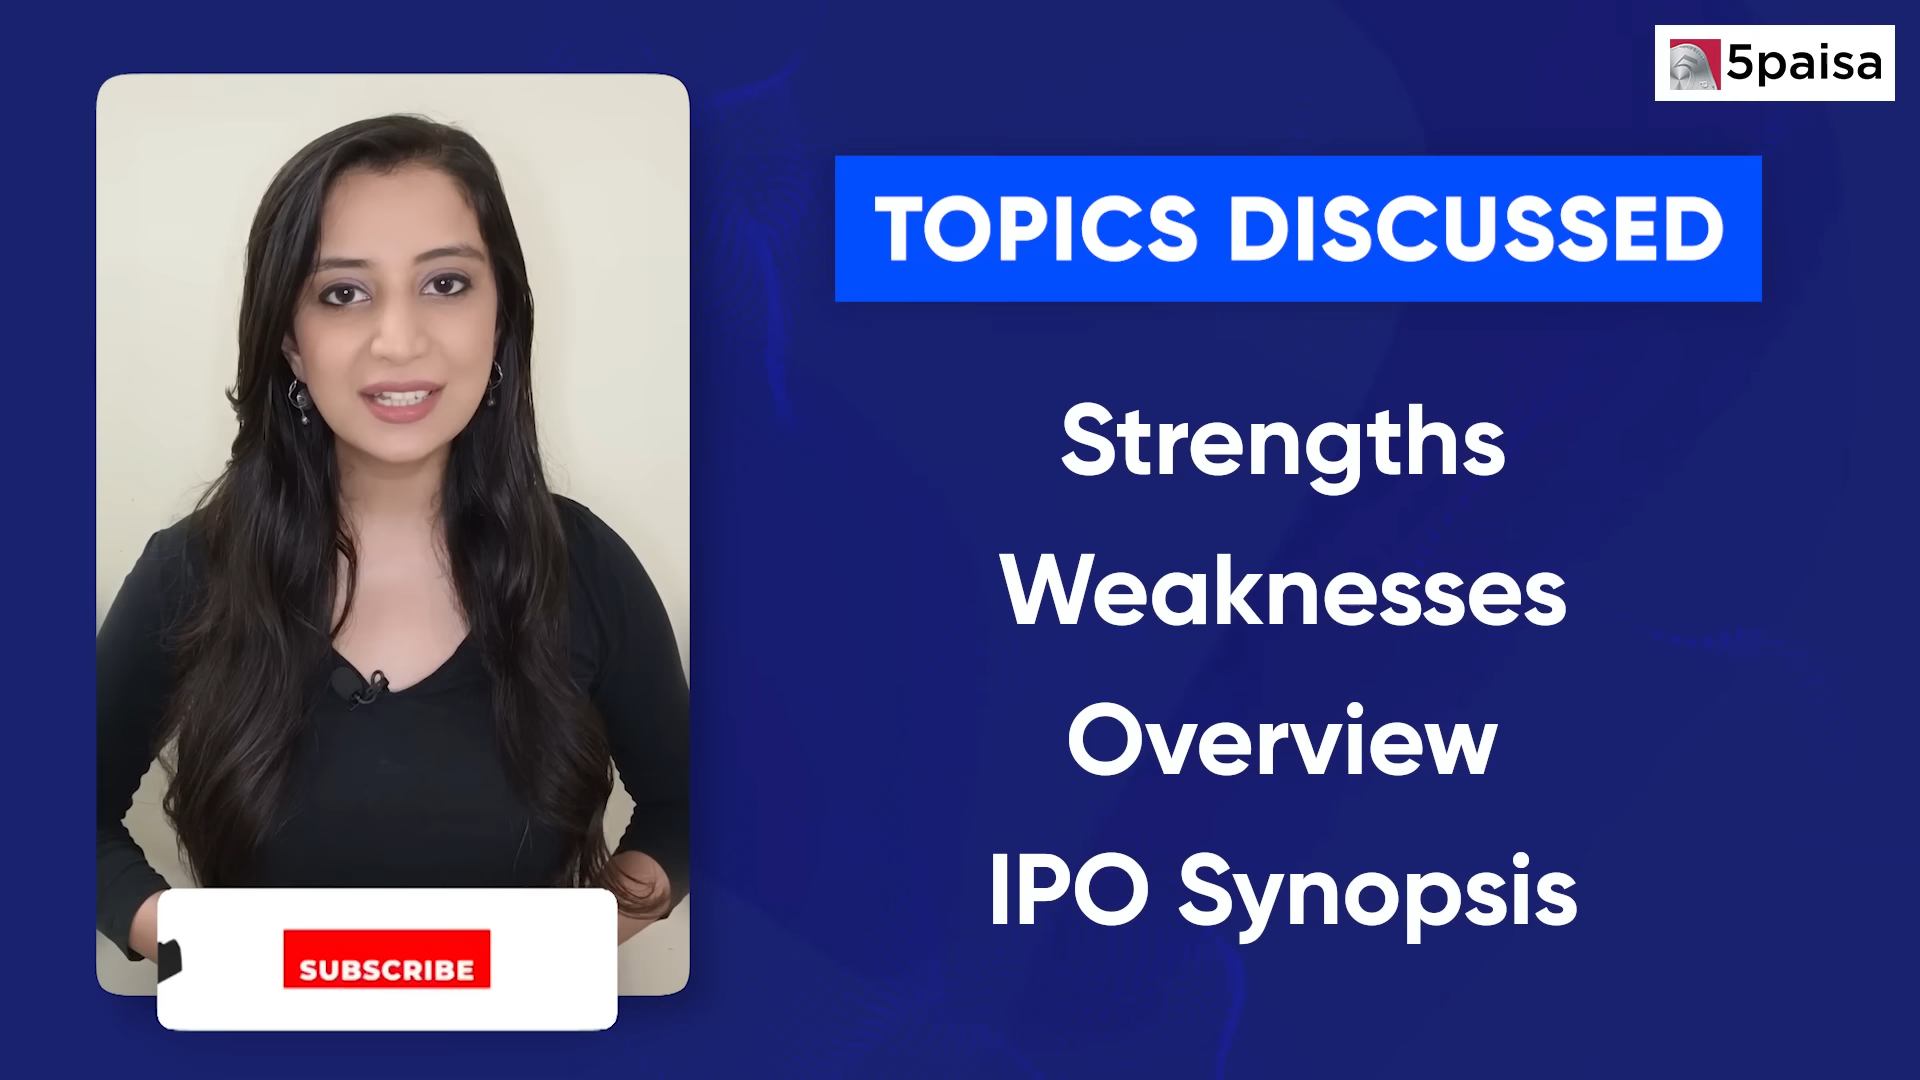 5paisa
TOPICS DISCUSSED
Strengths
Weaknesses
Overview
IPO Synopsis
SUBSCRIBE